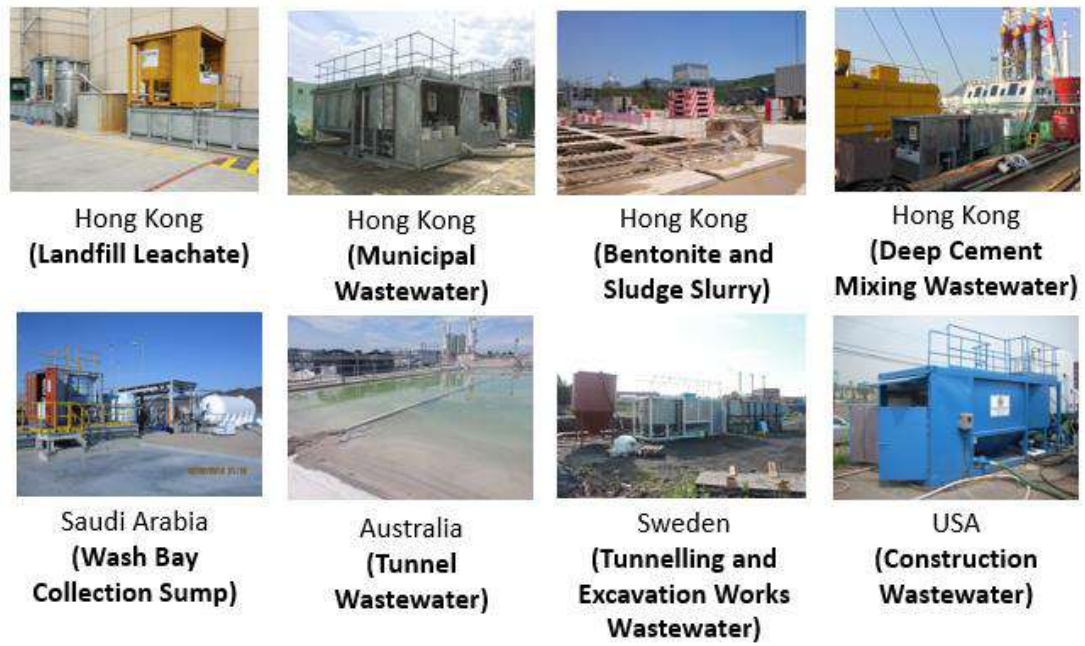 Hong Kong
(Landfill Leachate)
Hong Kong
(Municipal
Wastewater)
Hong Kong
(Bentonite and
Sludge Slurry)
Hong Kong
(Deep Cement
Mixing Wastewater)
Saudi Arabia
(Wash Bay
Collection Sump)
Australia
(Tunnel
Wastewater)
Sweden
(Tunnelling and
Excavation Works
Wastewater)
USA
(Construction
Wastewater)